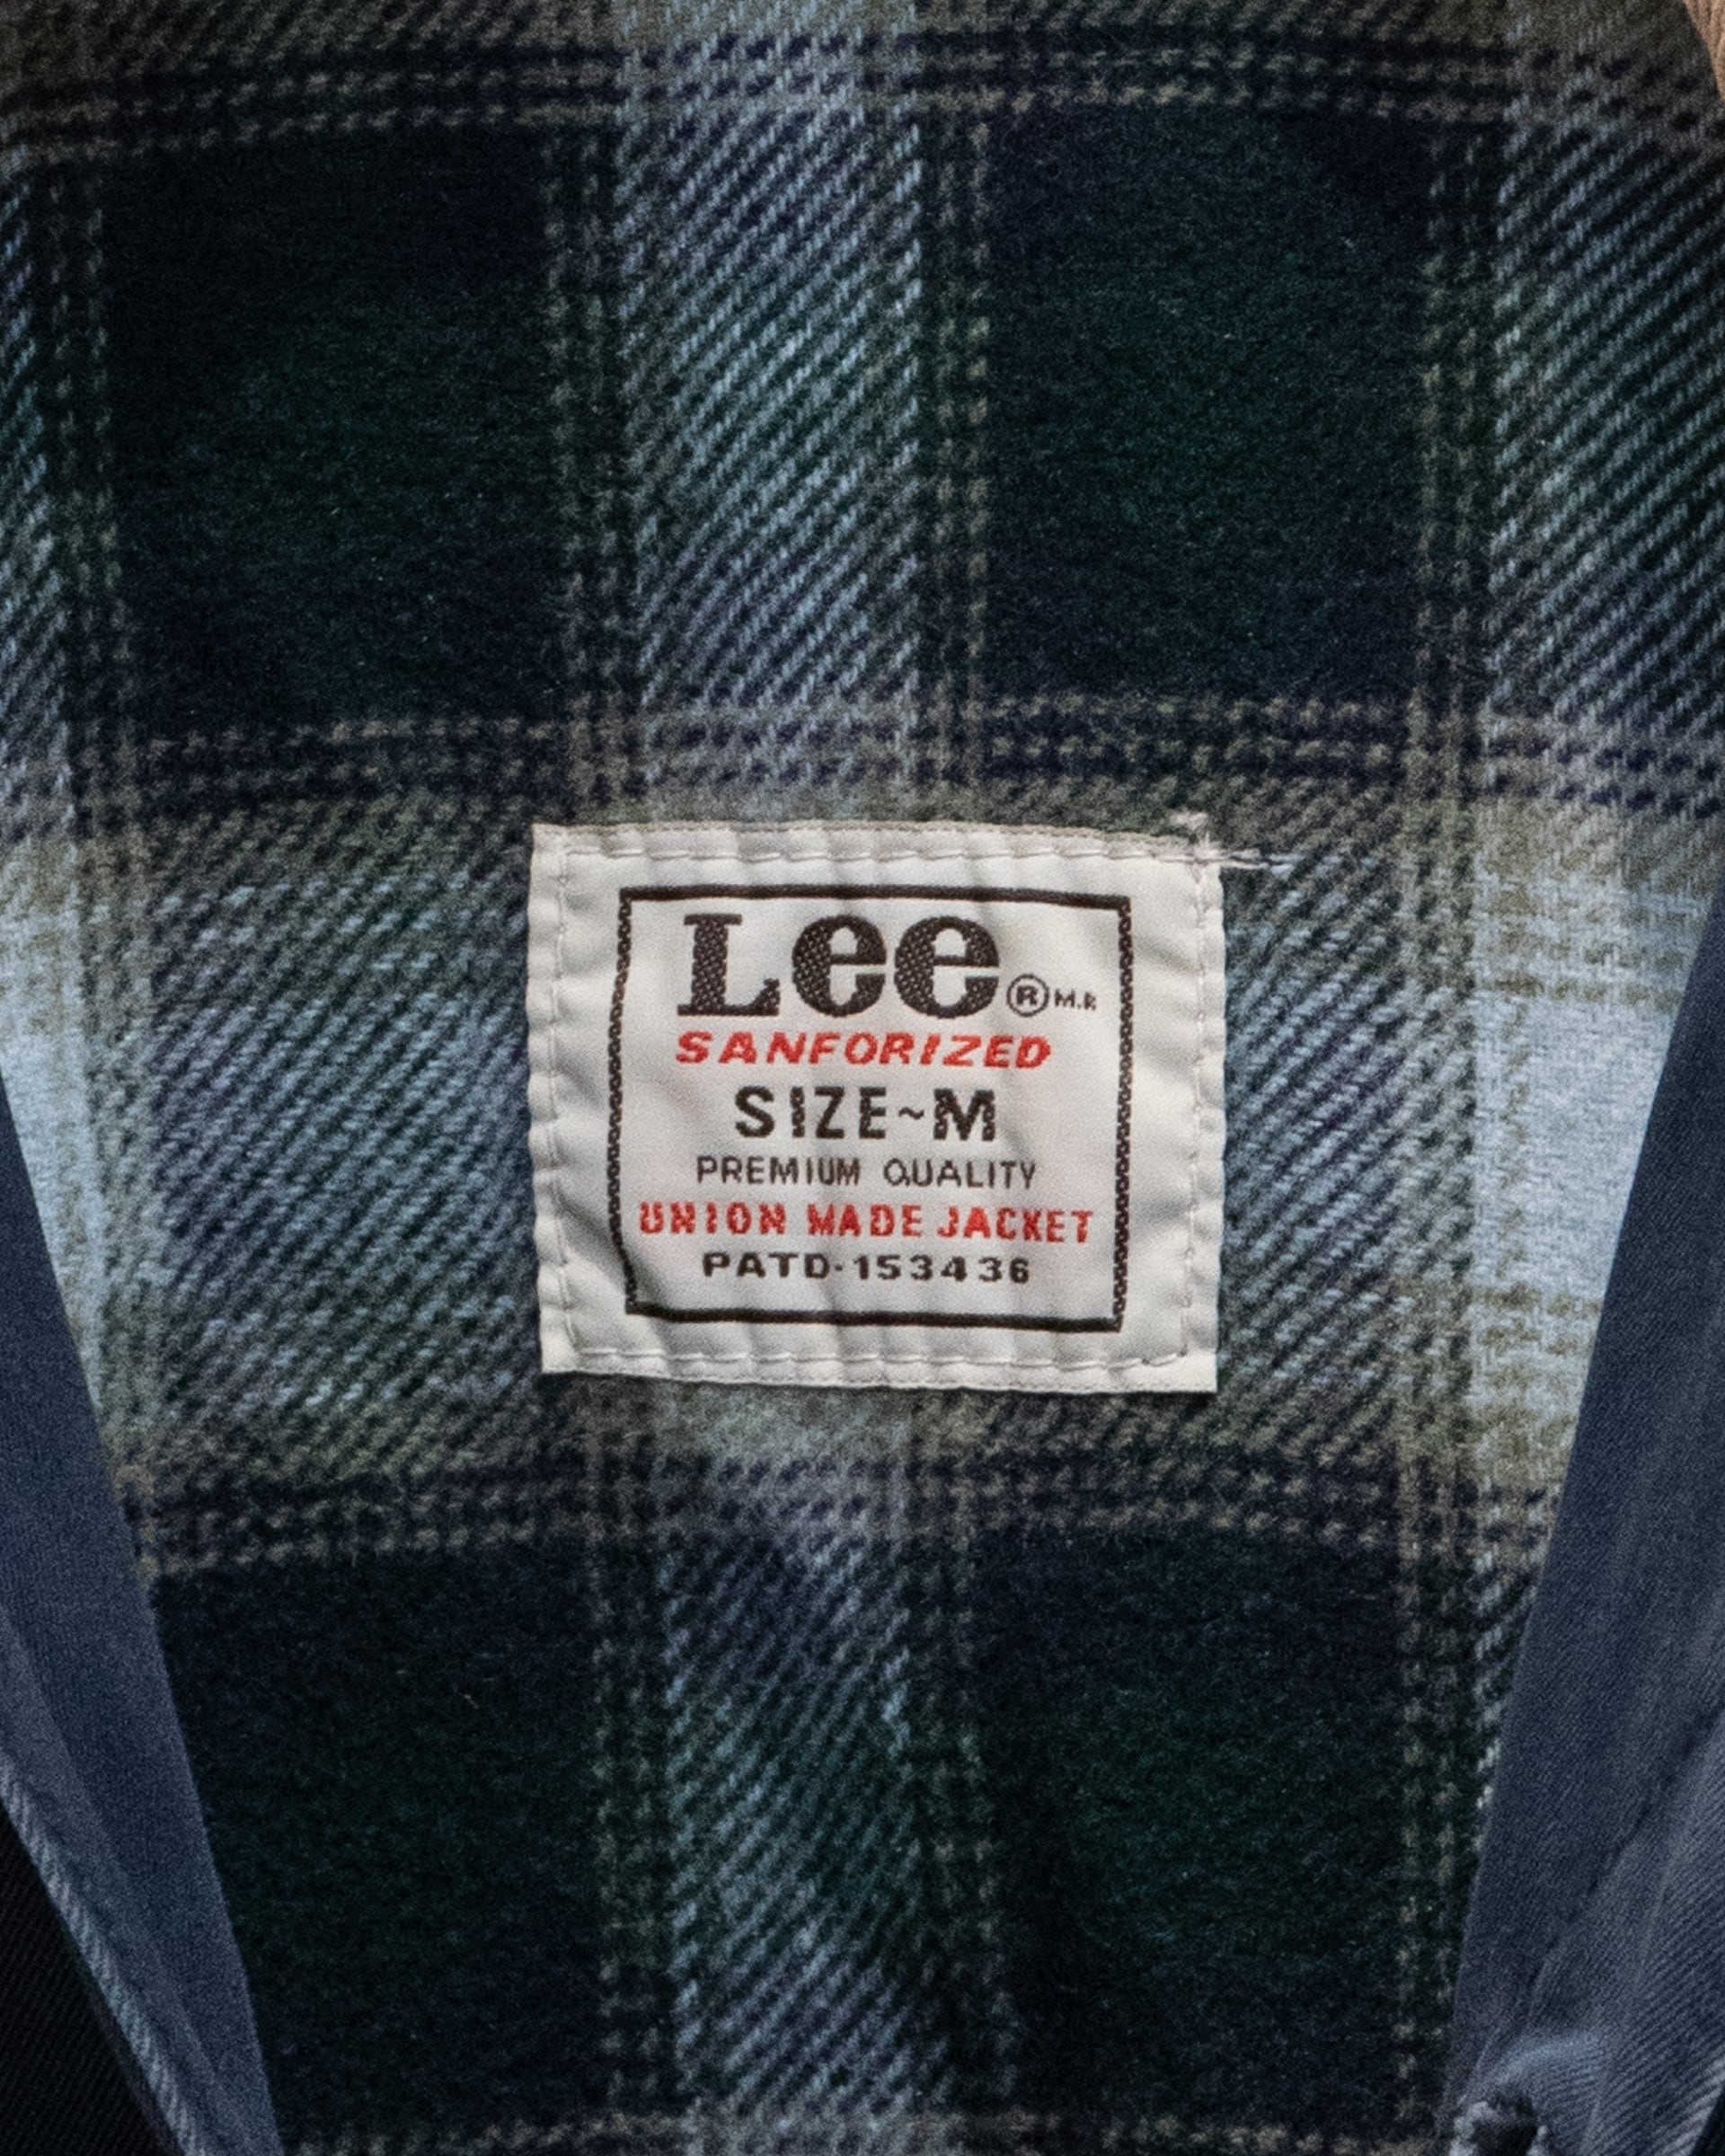 Lee ® M.R.
SANFORIZED
SIZE~M
PREMIUM QUALITY
UNION MADE JACKET
PATD·153436